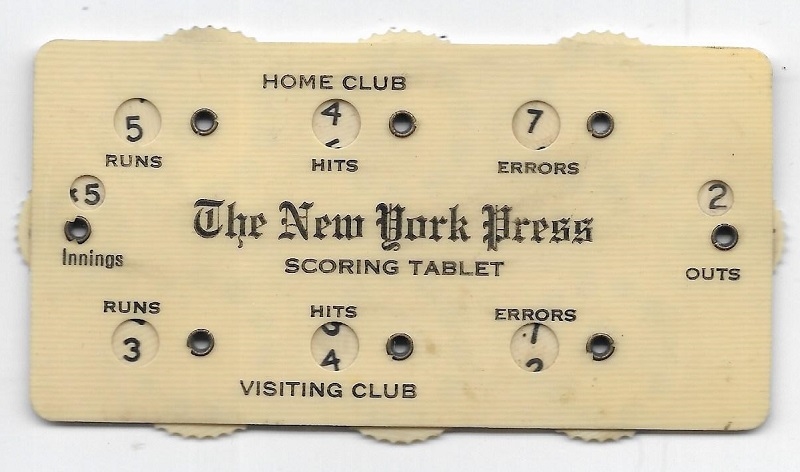 HOME CLUB
5 4 7
RUNS HITS ERRORS
5 2
The New York Press
Innings
SCORING TABLET
OUTS
RUNS HITS ERRORS
3 4
VISITING CLUB